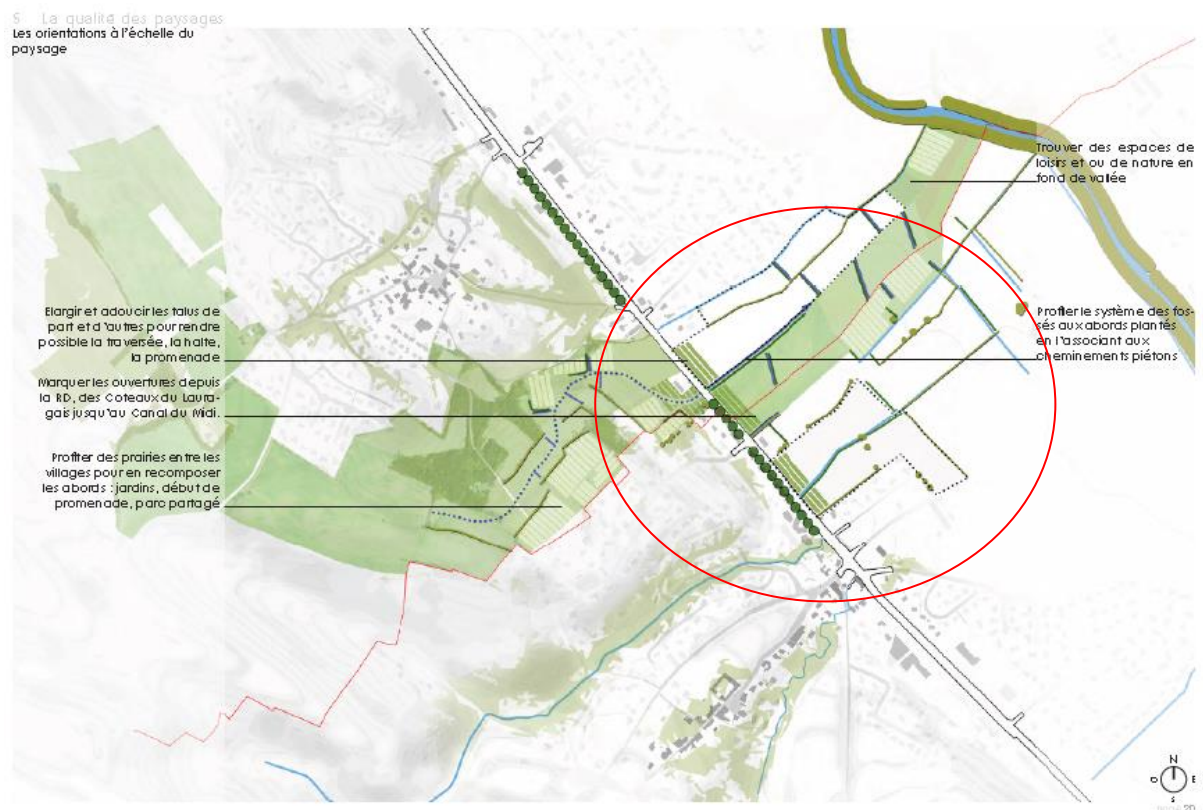 S La qualité des paysages
Les orientations à l'échelle du
paysage
Trouver des espaces de
loisirs et ou de nature en
fond de vallée
Elargir et adoucir les talus de
part et d'autres pour rendre
possible la traversée, la halte,
la promenade
Profiter le système des fos-
sés aux abords plantés
en l'associant aux
cheminements piétons
Marquer les ouvertures depuis
la RD, des Coteaux du Laura-
gais jusqu'au Canal du Midi.
Profiter des prairies entre les
villages pour en recomposer
les abords : jardins, début de
promenade, parc partagé
N
O E
S